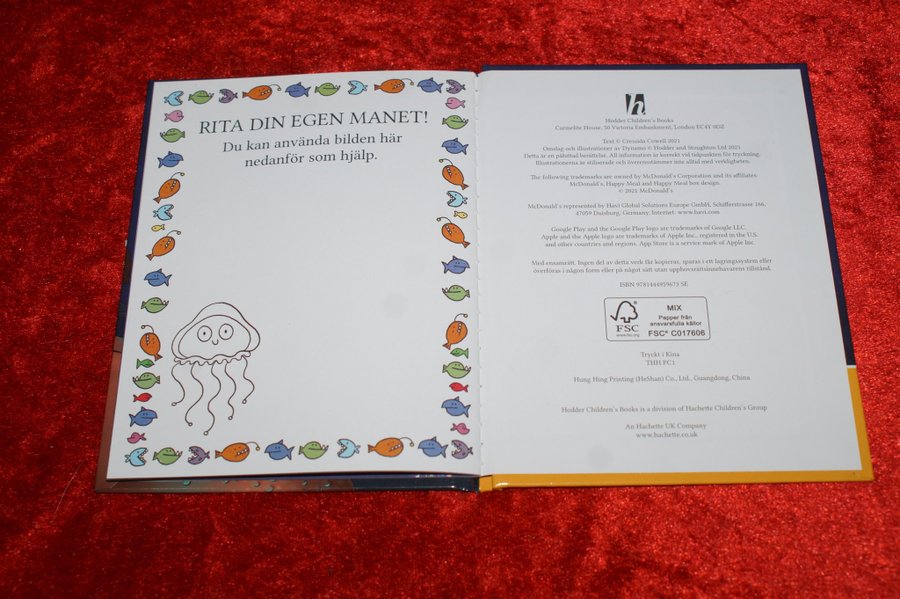 RITA DIN EGEN MANET!
Du kan använda bilden här
nedanför som hjälp.
h
Hodder Children's Books
Carmelite House, 50 Victoria Embankment, London EC4Y 0DZ
Text © Cressida Cowell 2021
Omslag och illustrationer av Dynamo © Hodder and Stoughton Ltd 2021
Detta är en påhittad berättelse. All information är korrekt vid tidpunkten för tryckning.
Illustrationerna är stiliserade och överensstämmer inte alltid med verkligheten.
The following trademarks are owned by McDonald's Corporation and its affiliates:
McDonald's, Happy Meal and Happy Meal box design.
© 2021 McDonald's
McDonald's represented by Havi Global Solutions Europe GmbH, Schifferstrasse 166,
47059 Duisburg, Germany, Internet: www.havi.com
Google Play and the Google Play logo are trademarks of Google LLC.
Apple and the Apple logo are trademarks of Apple Inc., registered in the U.S.
and other countries and regions. App Store is a service mark of Apple Inc.
Med ensamrätt. Ingen del av detta verk får kopieras, sparas i ett lagringssystem eller
överföras i någon form eller på något sätt utan upphovsrättsinnehavarens tillstånd.
ISBN 9781444959673 SE
FSC
www.fsc.org
MIX
Papper från
ansvarsfulla källor
FSC® C017606
Tryckt i Kina
THH PC1
Hung Hing Printing (HeShan) Co., Ltd., Guangdong, China
Hodder Children's Books is a division of Hachette Children's Group
An Hachette UK Company
www.hachette.co.uk